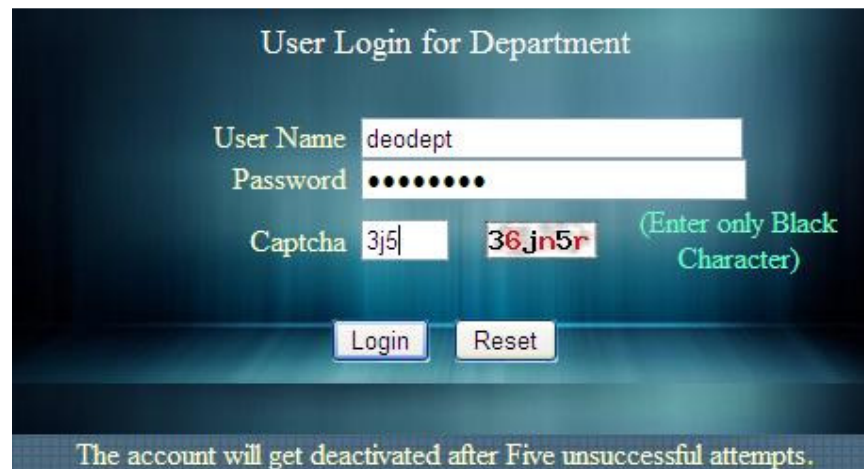 User Login for Department
User Name deodept
Password ●●●●●●●●
Captcha 3j5 36jn5r (Enter only Black
Character)
Login Reset
The account will get deactivated after Five unsuccessful attempts.